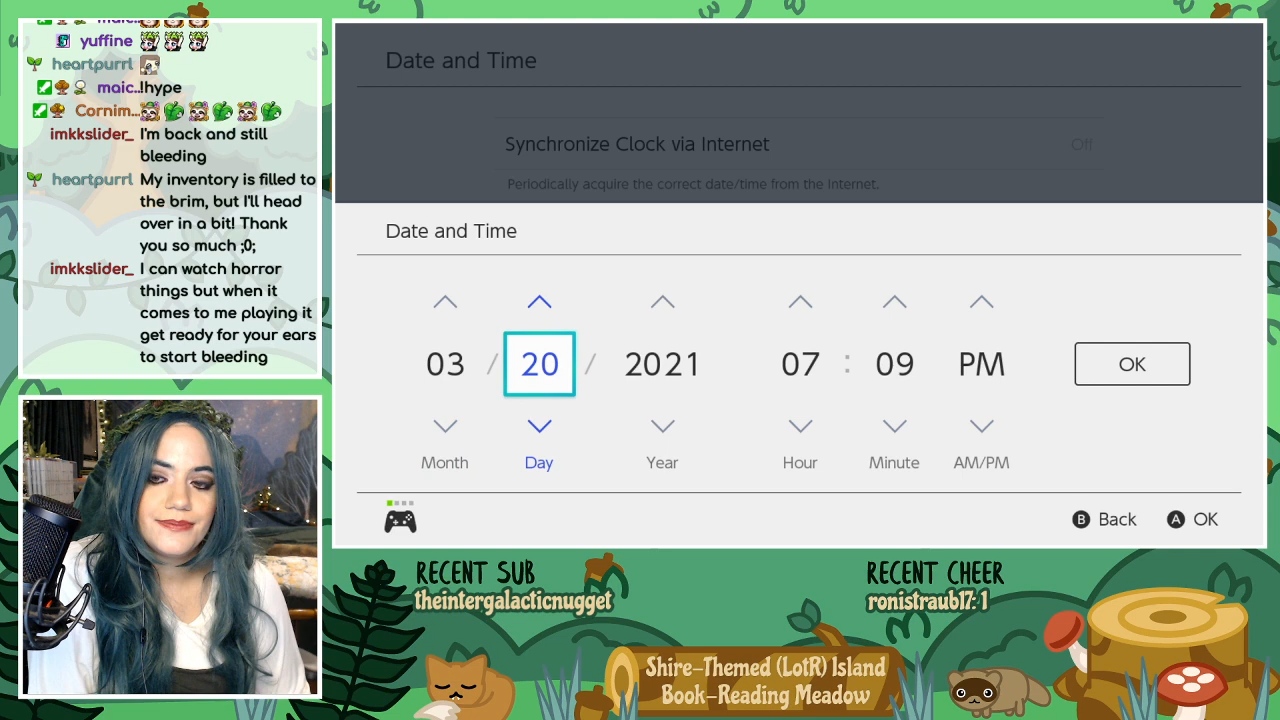 yuffine
heartpurrl
maic..!hype
Cornim...
imkkslider_ I'm back and still
bleeding
heartpurrl My inventory is filled to
the brim, but I'll head
over in a bit! Thank
you so much ;0;
imkkslider_ I can watch horror
things but when it
comes to me playing it
get ready for your ears
to start bleeding
Date and Time
Synchronize Clock via Internet Off
Periodically acquire the correct date/time from the Internet.
Date and Time
03 / 20 / 2021 07 : 09 PM OK
Month Day Year Hour Minute AM/PM
B Back A OK
RECENT SUB
theintergalacticnugget
RECENT CHEER
ronistraub17: 1
Shire-Themed (LotR) Island
Book-Reading Meadow